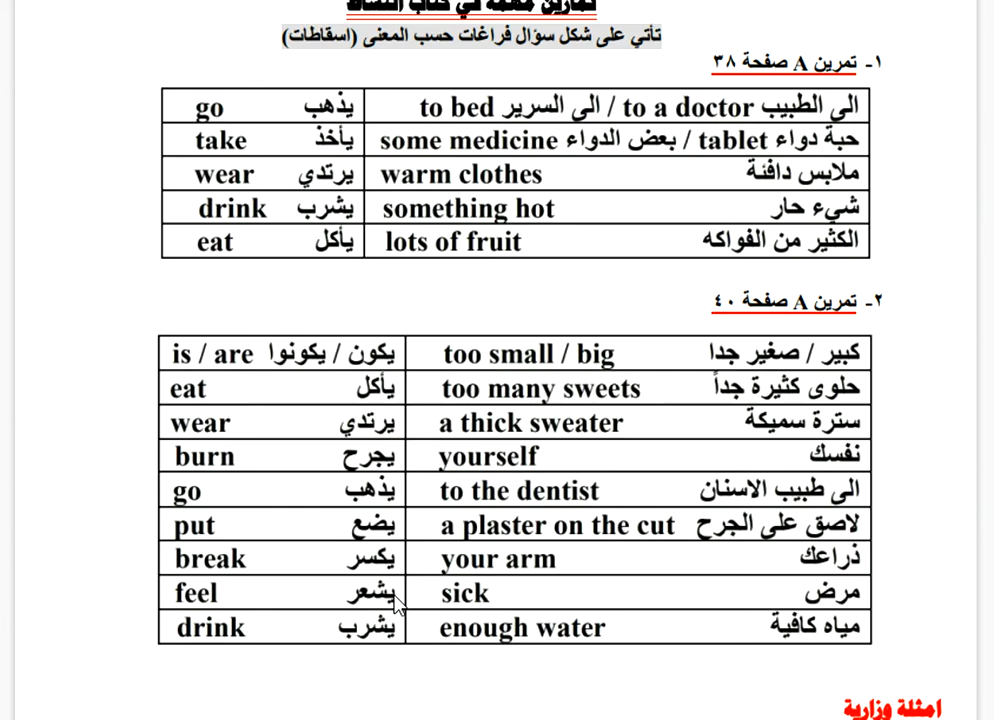 تمارين مهمة في كتاب النشاط
تأتي على شكل سؤال فراغات حسب المعنى (اسقاطات)
١- تمرين A صفحة ٣٨
go يذهب to bed الى السرير / to a doctor الى الطبيب
take يأخذ some medicine بعض الدواء / tablet حبة دواء
wear يرتدي warm clothes ملابس دافئة
drink يشرب something hot شيء حار
eat يأكل lots of fruit الكثير من الفواكه
٢- تمرين A صفحة ٤٠
is / are يكون / يكونوا too small / big كبير / صغير جدا
eat يأكل too many sweets حلوى كثيرة جداً
wear يرتدي a thick sweater سترة سميكة
burn يجرح yourself نفسك
go يذهب to the dentist الى طبيب الاسنان
put يضع a plaster on the cut لاصق على الجرح
break يكسر your arm ذراعك
feel يشعر sick مرض
drink يشرب enough water مياه كافية
امثلة وزارية